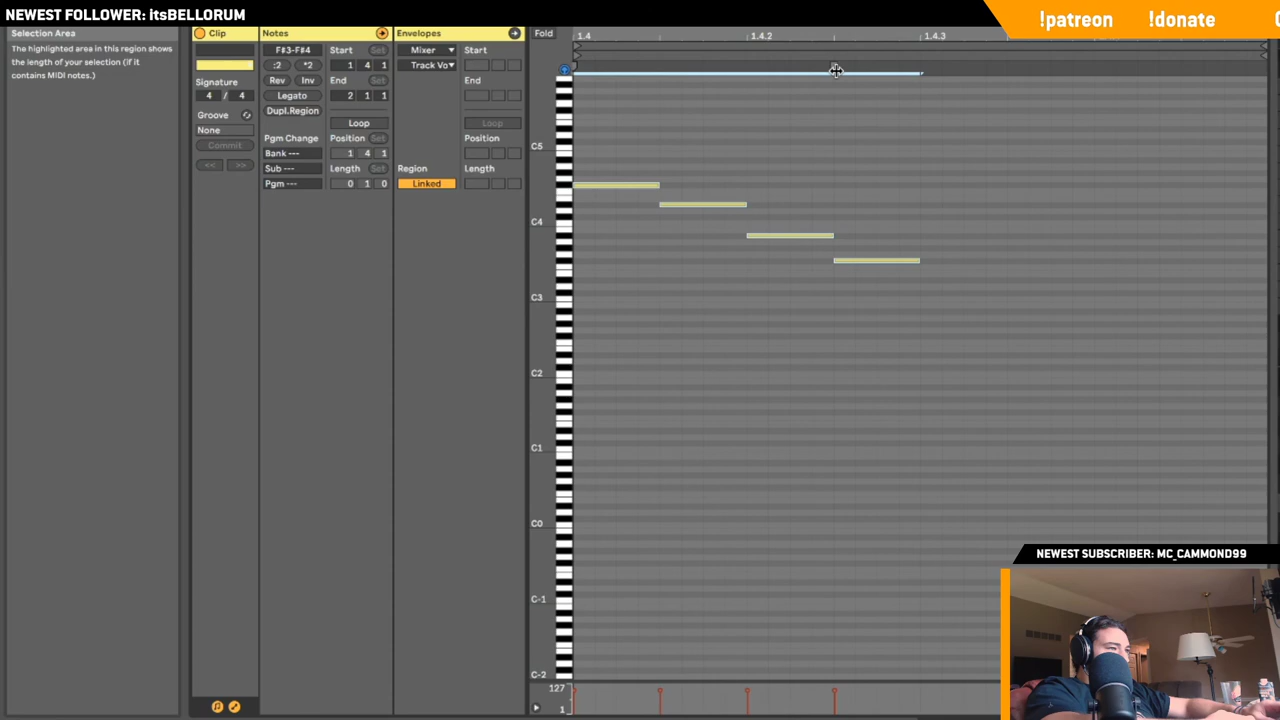 NEWEST FOLLOWER: itsBELLORUM
!patreon !donate
Selection Area
The highlighted area in this region shows
the length of your selection (if it
contains MIDI notes.)
Clip
Signature
4 / 4
Groove
None
Commit
<< >>
Notes
F#3-F#4
:2 *2
Rev Inv
Legato
Dupl.Region
Pgm Change
Bank ---
Sub ---
Pgm ---
Start Set
1 4 1
End Set
2 1 1
Loop
Position Set
1 4 1
Length Set
0 1 0
Envelopes
Mixer
Track Vo
Region
Linked
Start
End
Loop
Position
Length
Fold
1.4 1.4.2 1.4.3
C5
C4
C3
C2
C1
C0
C-1
C-2
127
1
NEWEST SUBSCRIBER: MC_CAMMOND99